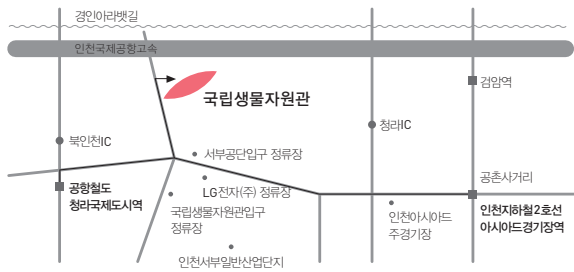 경인아라뱃길
인천국제공항고속
국립생물자원관
검암역
청라IC
북인천IC
서부공단입구 정류장
공촌사거리
공항철도
청라국제도시역
LG전자(주) 정류장
국립생물자원관입구
정류장
인천아시아드
주경기장
인천지하철 2호선
아시아드경기장역
인천서부일반산업단지